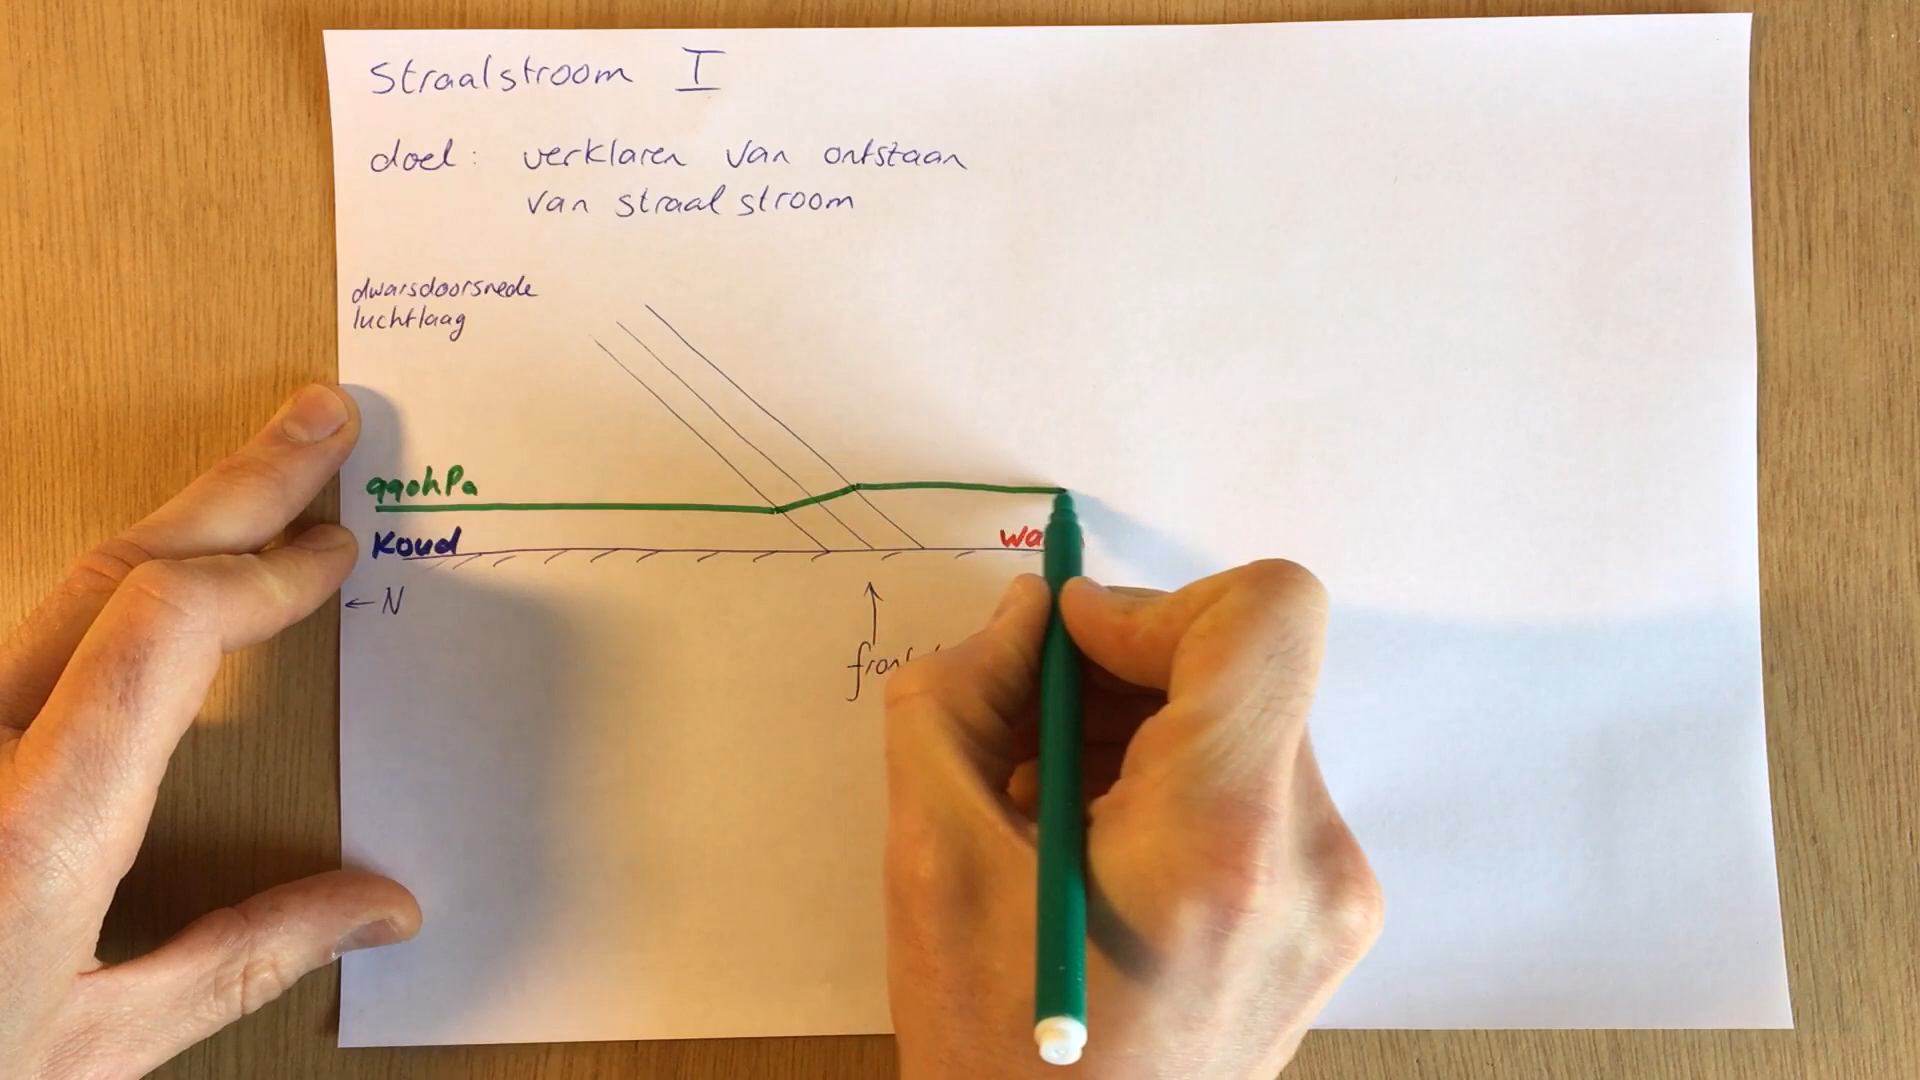 Straalstroom I
doel: verklaren van ontstaan
van straalstroom
dwarsdoorsnede
luchtlaag
990hPa
Koud
← N